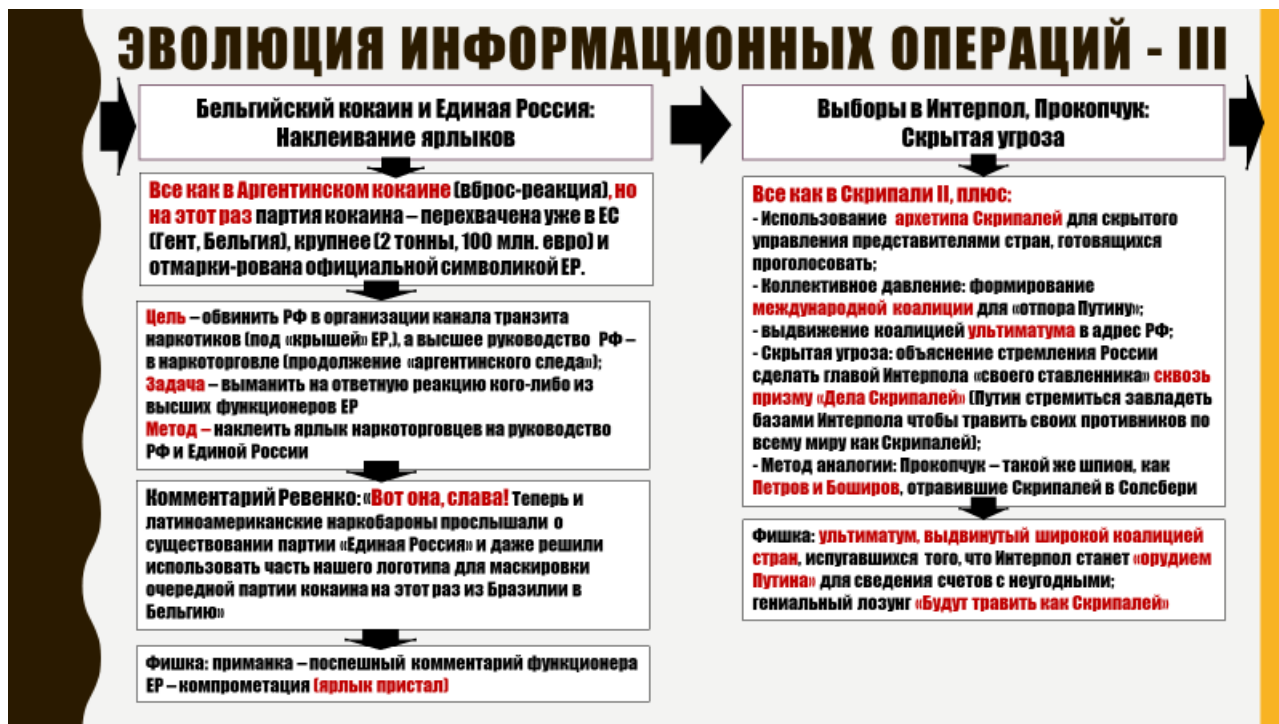 ЭВОЛЮЦИЯ ИНФОРМАЦИОННЫХ ОПЕРАЦИЙ - III
Бельгийский кокаин и Единая Россия:
Наклеивание ярлыков
Все как в Аргентинском кокаине (вброс-реакция), но
на этот раз партия кокаина – перехвачена уже в ЕС
(Гент, Бельгия), крупнее (2 тонны, 100 млн. евро) и
отмарки-рована официальной символикой ЕР.
Цель – обвинить РФ в организации канала транзита
наркотиков (под «крышей» ЕР,), а высшее руководство РФ –
в наркоторговле (продолжение «аргентинского следа»);
Задача – выманить на ответную реакцию кого-либо из
высших функционеров ЕР
Метод – наклеить ярлык наркоторговцев на руководство
РФ и Единой России
Комментарий Ревенко: «Вот она, слава! Теперь и
латиноамериканские наркобароны прослышали о
существовании партии «Единая Россия» и даже решили
использовать часть нашего логотипа для маскировки
очередной партии кокаина на этот раз из Бразилии в
Бельгию»
Фишка: приманка – поспешный комментарий функционера
ЕР – компрометация (ярлык пристал)
Выборы в Интерпол, Прокопчук:
Скрытая угроза
Все как в Скрипали II, плюс:
- Использование архетипа Скрипалей для скрытого
управления представителями стран, готовящихся
проголосовать;
- Коллективное давление: формирование
международной коалиции для «отпора Путину»;
- выдвижение коалицией ультиматума в адрес РФ;
- Скрытая угроза: объяснение стремления России
сделать главой Интерпола «своего ставленника» сквозь
призму «Дела Скрипалей» (Путин стремиться завладеть
базами Интерпола чтобы травить своих противников по
всему миру как Скрипалей);
- Метод аналогии: Прокопчук – такой же шпион, как
Петров и Боширов, отравившие Скрипалей в Солсбери
Фишка: ультиматум, выдвинутый широкой коалицией
стран, испугавшихся того, что Интерпол станет «орудием
Путина» для сведения счетов с неугодными;
гениальный лозунг «Будут травить как Скрипалей»